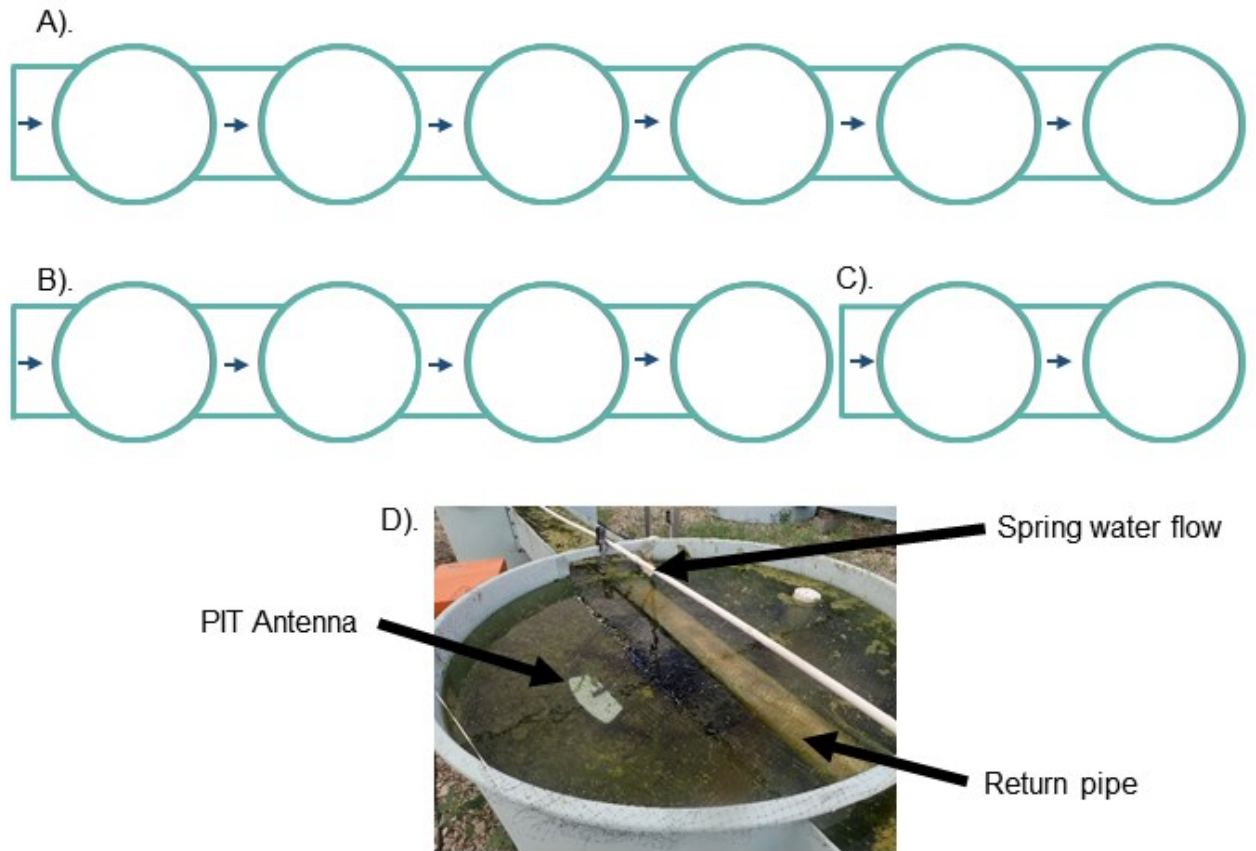 A).
B).
C).
D).
Spring water flow
PIT Antenna
Return pipe